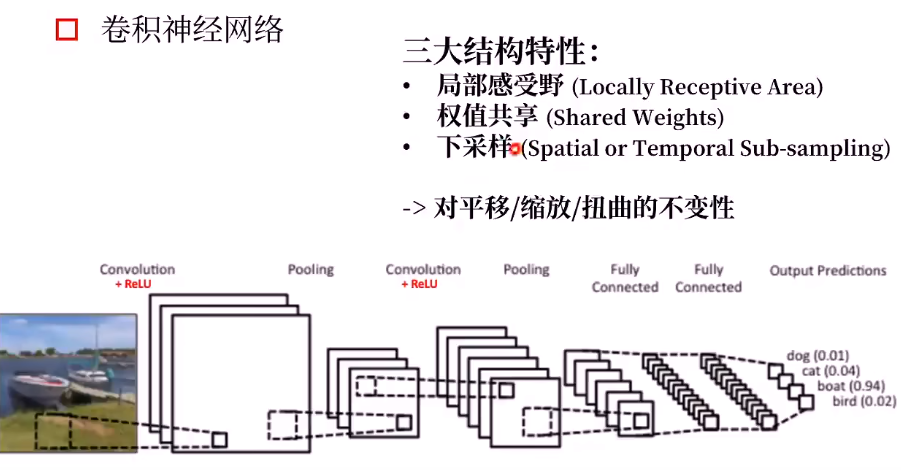 卷积神经网络
三大结构特性：
• 局部感受野 (Locally Receptive Area)
• 权值共享 (Shared Weights)
• 下采样 (Spatial or Temporal Sub-sampling)
-> 对平移/缩放/扭曲的不变性
Convolution
+ ReLU
Pooling
Convolution
+ ReLU
Pooling
Fully
Connected
Fully
Connected
Output Predictions
dog (0.01)
cat (0.04)
boat (0.94)
bird (0.02)